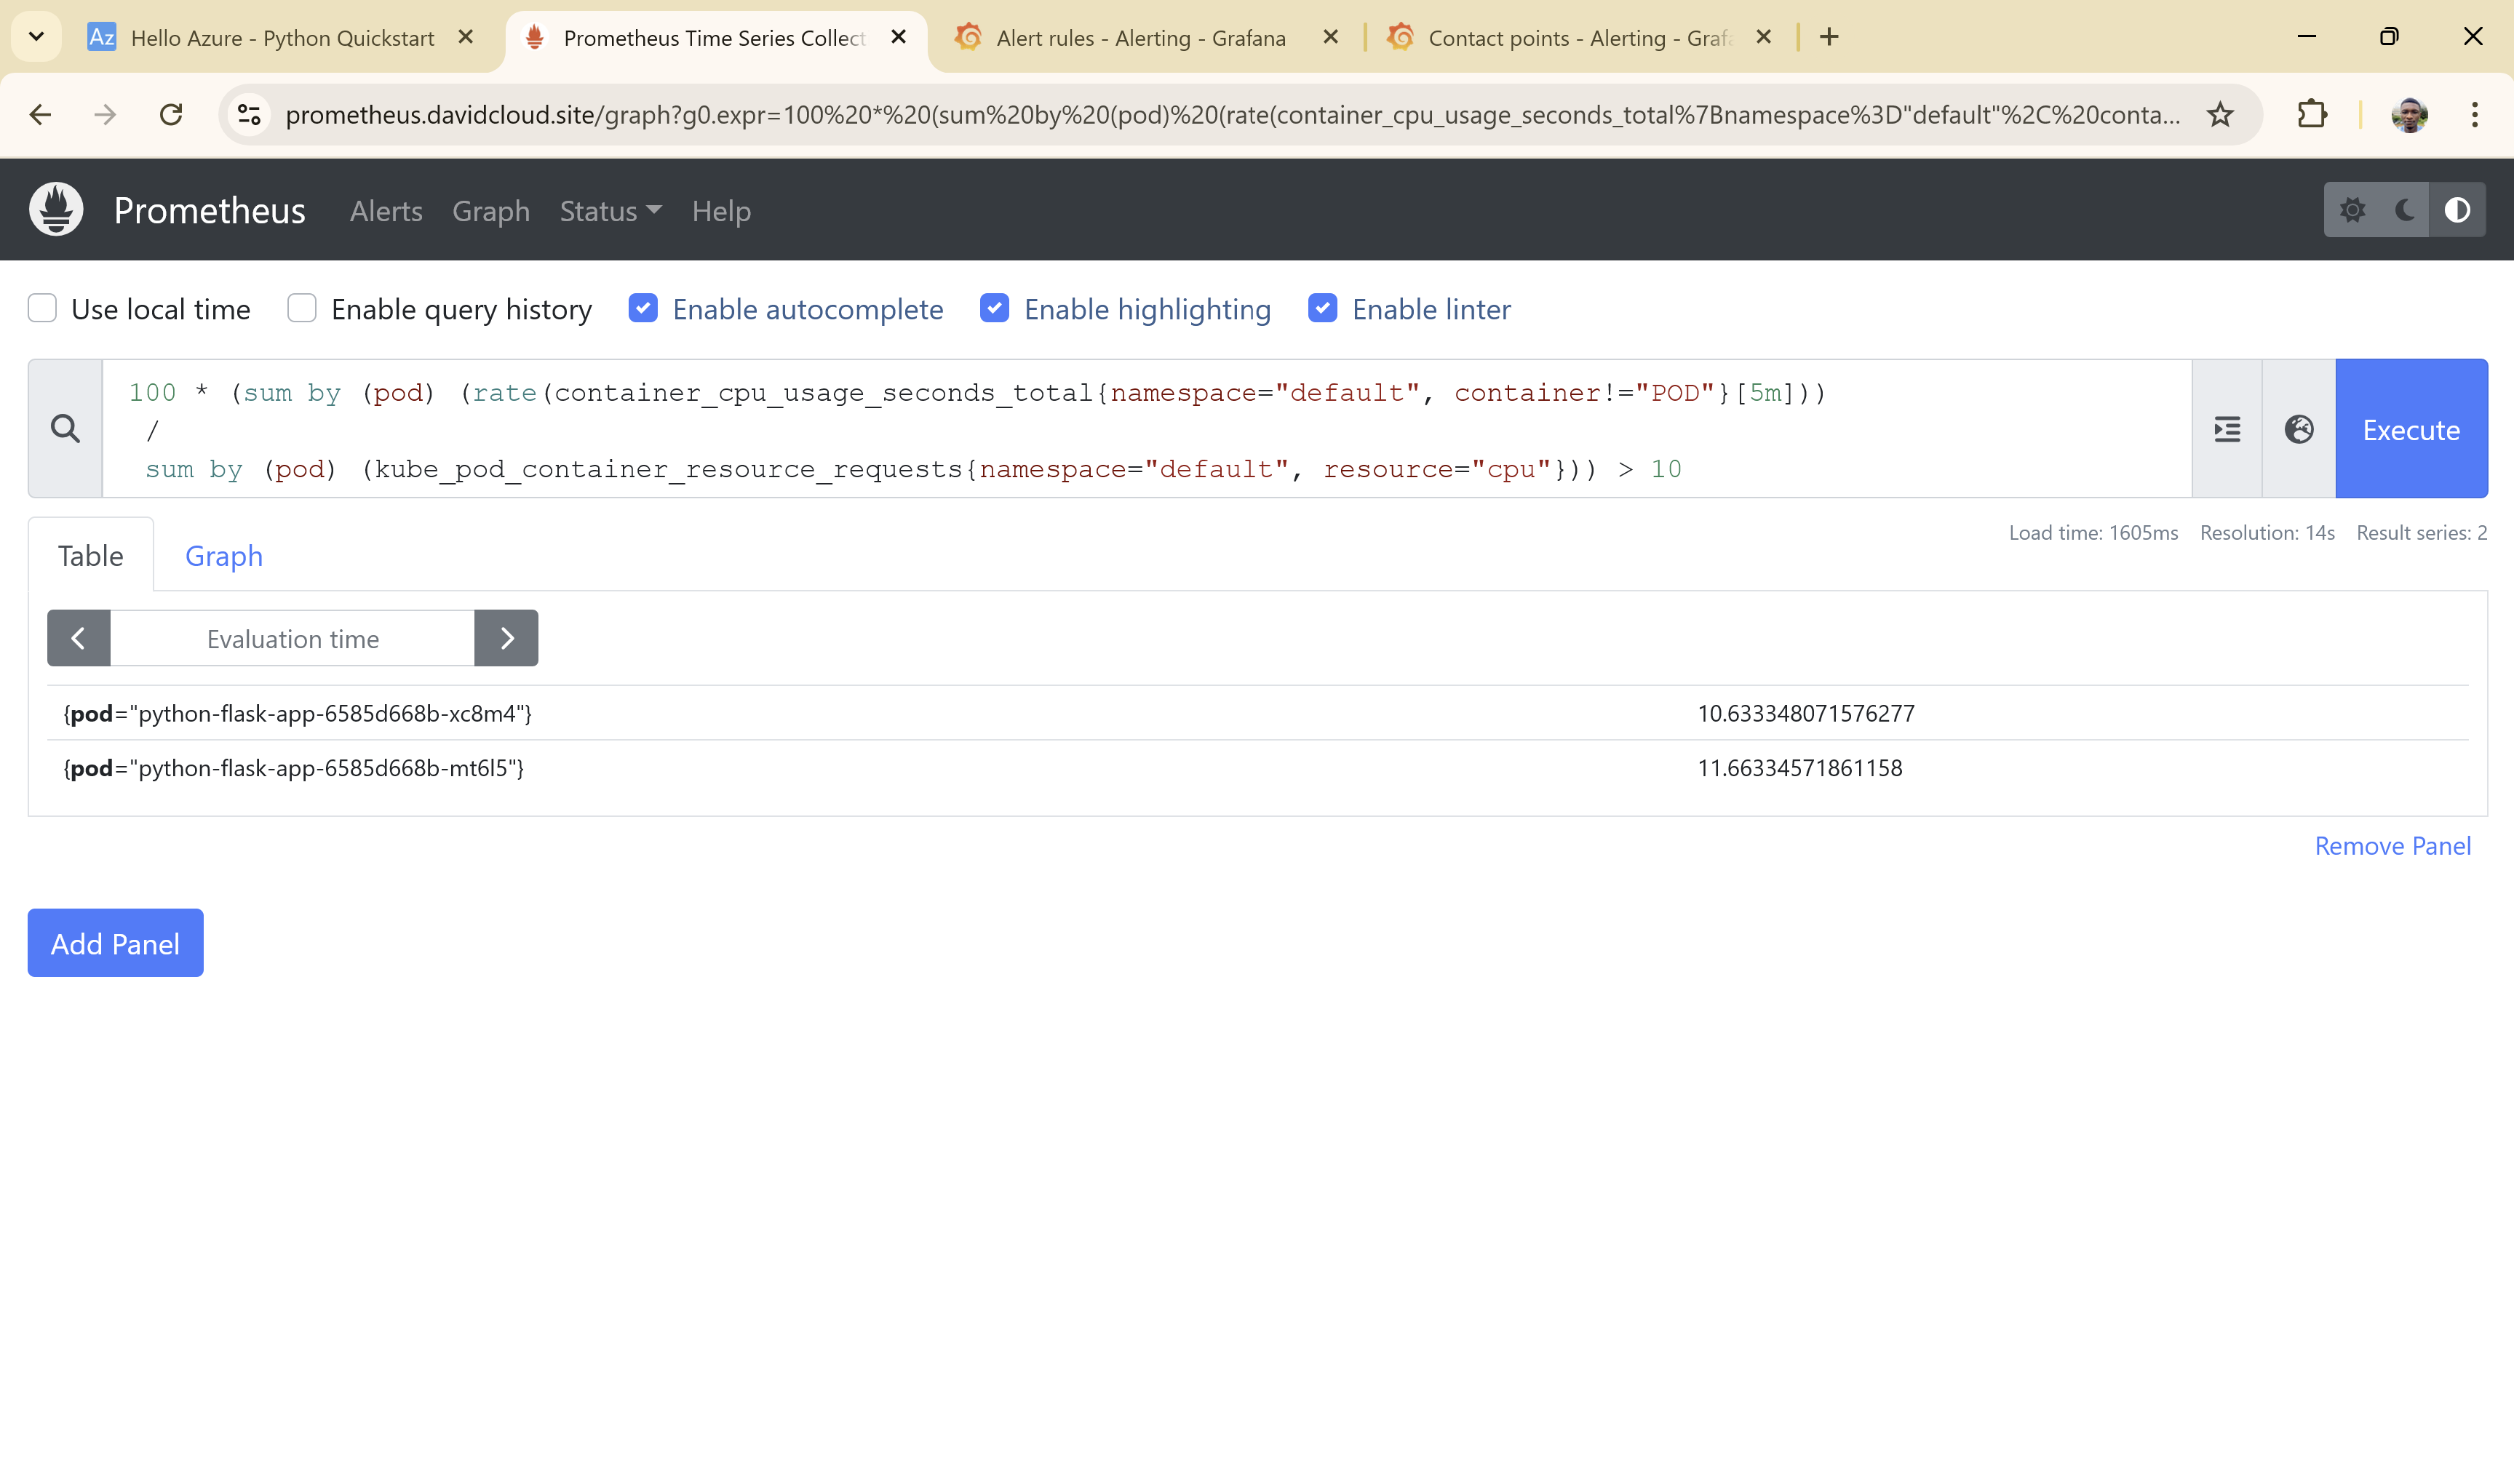 Az Hello Azure - Python Quickstart
Prometheus Time Series Collect
Alert rules - Alerting - Grafana
Contact points - Alerting - Grafa
prometheus.davidcloud.site/graph?g0.expr=100%20*%20(sum%20by%20(pod)%20(rate(container_cpu_usage_seconds_total%7Bnamespace%3D"default"%2C%20conta...
Prometheus Alerts Graph Status Help
Use local time Enable query history Enable autocomplete Enable highlighting Enable linter
100 * (sum by (pod) (rate(container_cpu_usage_seconds_total{namespace="default", container!="POD"}[5m]))
/
sum by (pod) (kube_pod_container_resource_requests{namespace="default", resource="cpu"})) > 10
Execute
Table Graph
Load time: 1605ms Resolution: 14s Result series: 2
Evaluation time
{pod="python-flask-app-6585d668b-xc8m4"} 10.633348071576277
{pod="python-flask-app-6585d668b-mt6l5"} 11.66334571861158
Remove Panel
Add Panel